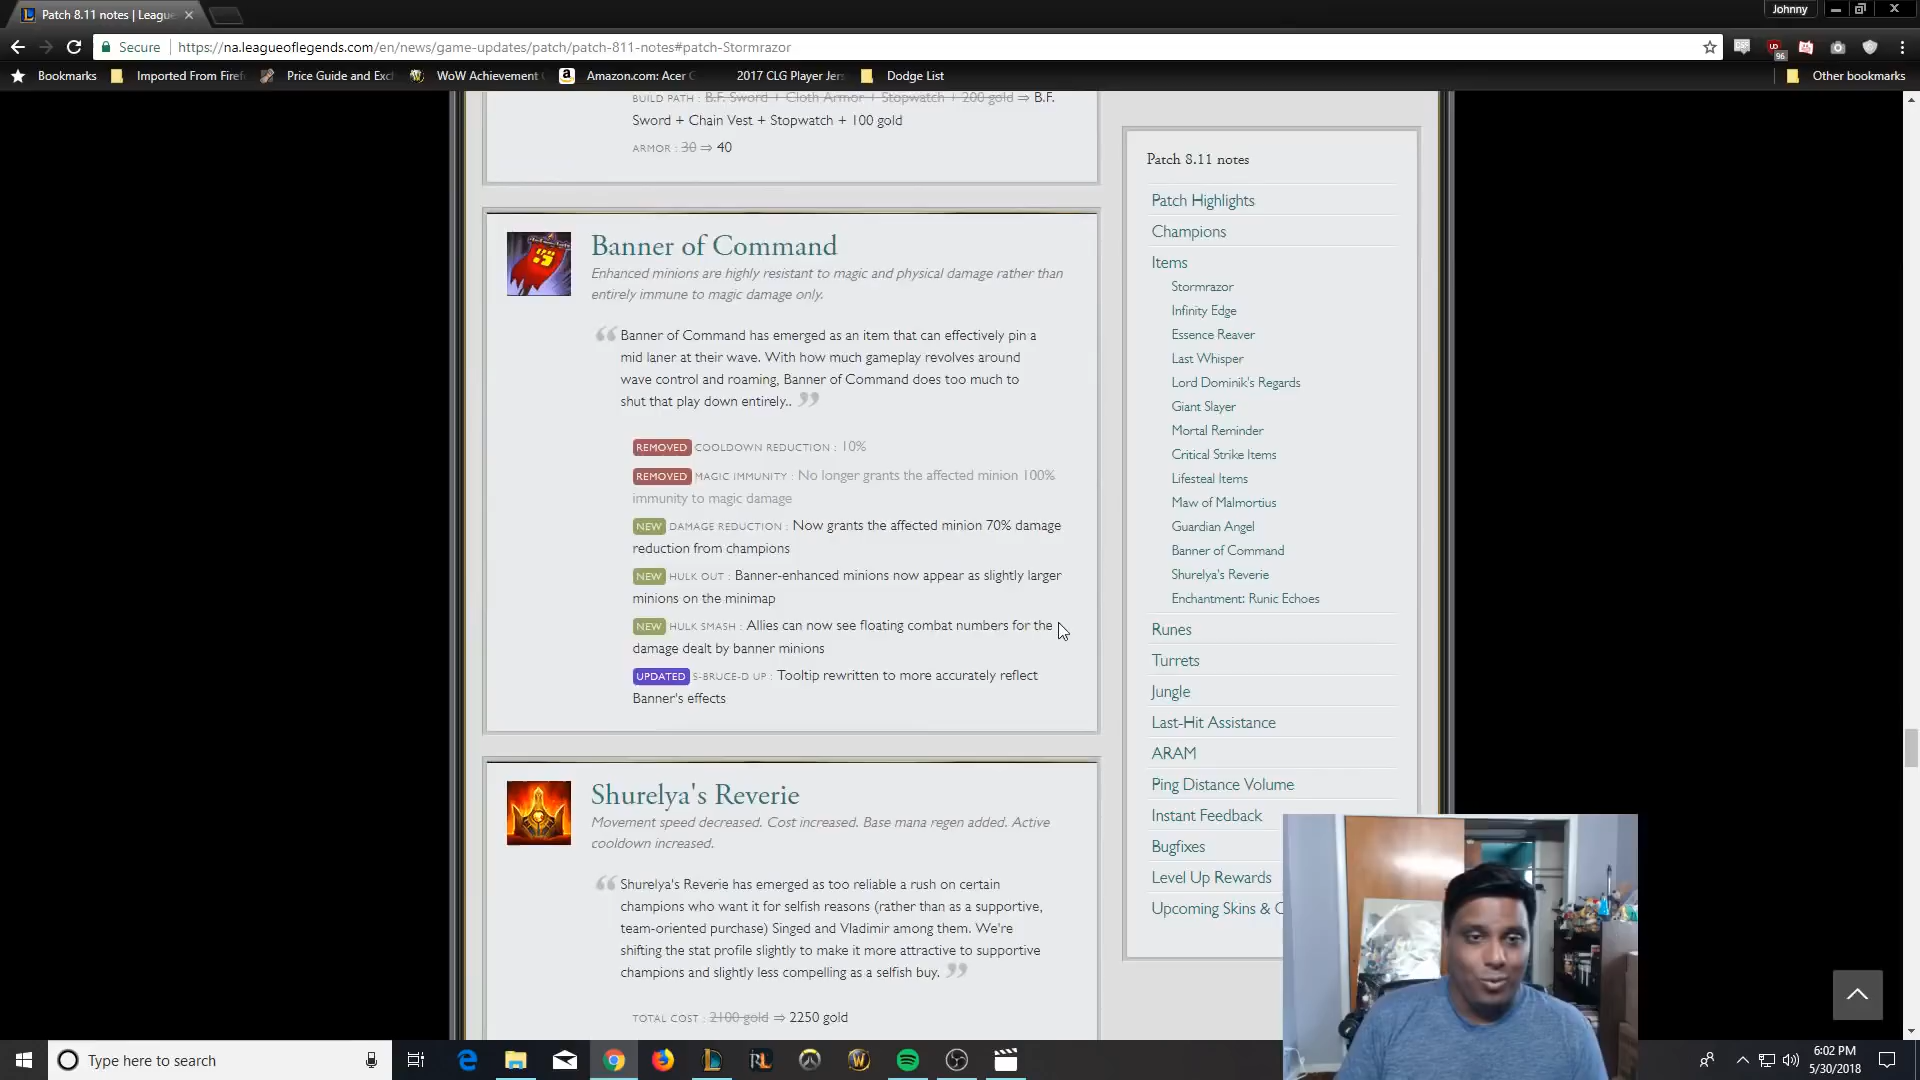 Patch 8.11 notes | League
Johnny
Secure
https://na.leagueoflegends.com/en/news/game-updates/patch/patch-811-notes#patch-Stormrazor
96
Bookmarks
Imported From Firef
Price Guide and Exch
WoW Achievement
Amazon.com: Acer
2017 CLG Player Jers
Dodge List
Other bookmarks
BUILD PATH : B.F. Sword + Cloth Armor + Stopwatch + 200 gold ⇒ B.F.
Sword + Chain Vest + Stopwatch + 100 gold
ARMOR : 30 ⇒ 40
Banner of Command
Enhanced minions are highly resistant to magic and physical damage rather than
entirely immune to magic damage only.
“ Banner of Command has emerged as an item that can effectively pin a
mid laner at their wave. With how much gameplay revolves around
wave control and roaming, Banner of Command does too much to
shut that play down entirely.. ”
REMOVED COOLDOWN REDUCTION : 10%
REMOVED MAGIC IMMUNITY : No longer grants the affected minion 100%
immunity to magic damage
NEW DAMAGE REDUCTION : Now grants the affected minion 70% damage
reduction from champions
NEW HULK OUT : Banner-enhanced minions now appear as slightly larger
minions on the minimap
NEW HULK SMASH : Allies can now see floating combat numbers for the
damage dealt by banner minions
UPDATED S-BRUCE-D UP : Tooltip rewritten to more accurately reflect
Banner's effects
Shurelya's Reverie
Movement speed decreased. Cost increased. Base mana regen added. Active
cooldown increased.
“ Shurelya's Reverie has emerged as too reliable a rush on certain
champions who want it for selfish reasons (rather than as a supportive,
team-oriented purchase) Singed and Vladimir among them. We're
shifting the stat profile slightly to make it more attractive to supportive
champions and slightly less compelling as a selfish buy. ”
TOTAL COST : 2100 gold ⇒ 2250 gold
Patch 8.11 notes
Patch Highlights
Champions
Items
Stormrazor
Infinity Edge
Essence Reaver
Last Whisper
Lord Dominik's Regards
Giant Slayer
Mortal Reminder
Critical Strike Items
Lifesteal Items
Maw of Malmortius
Guardian Angel
Banner of Command
Shurelya's Reverie
Enchantment: Runic Echoes
Runes
Turrets
Jungle
Last-Hit Assistance
ARAM
Ping Distance Volume
Instant Feedback
Bugfixes
Level Up Rewards
Upcoming Skins & C
Type here to search
6:02 PM
5/30/2018